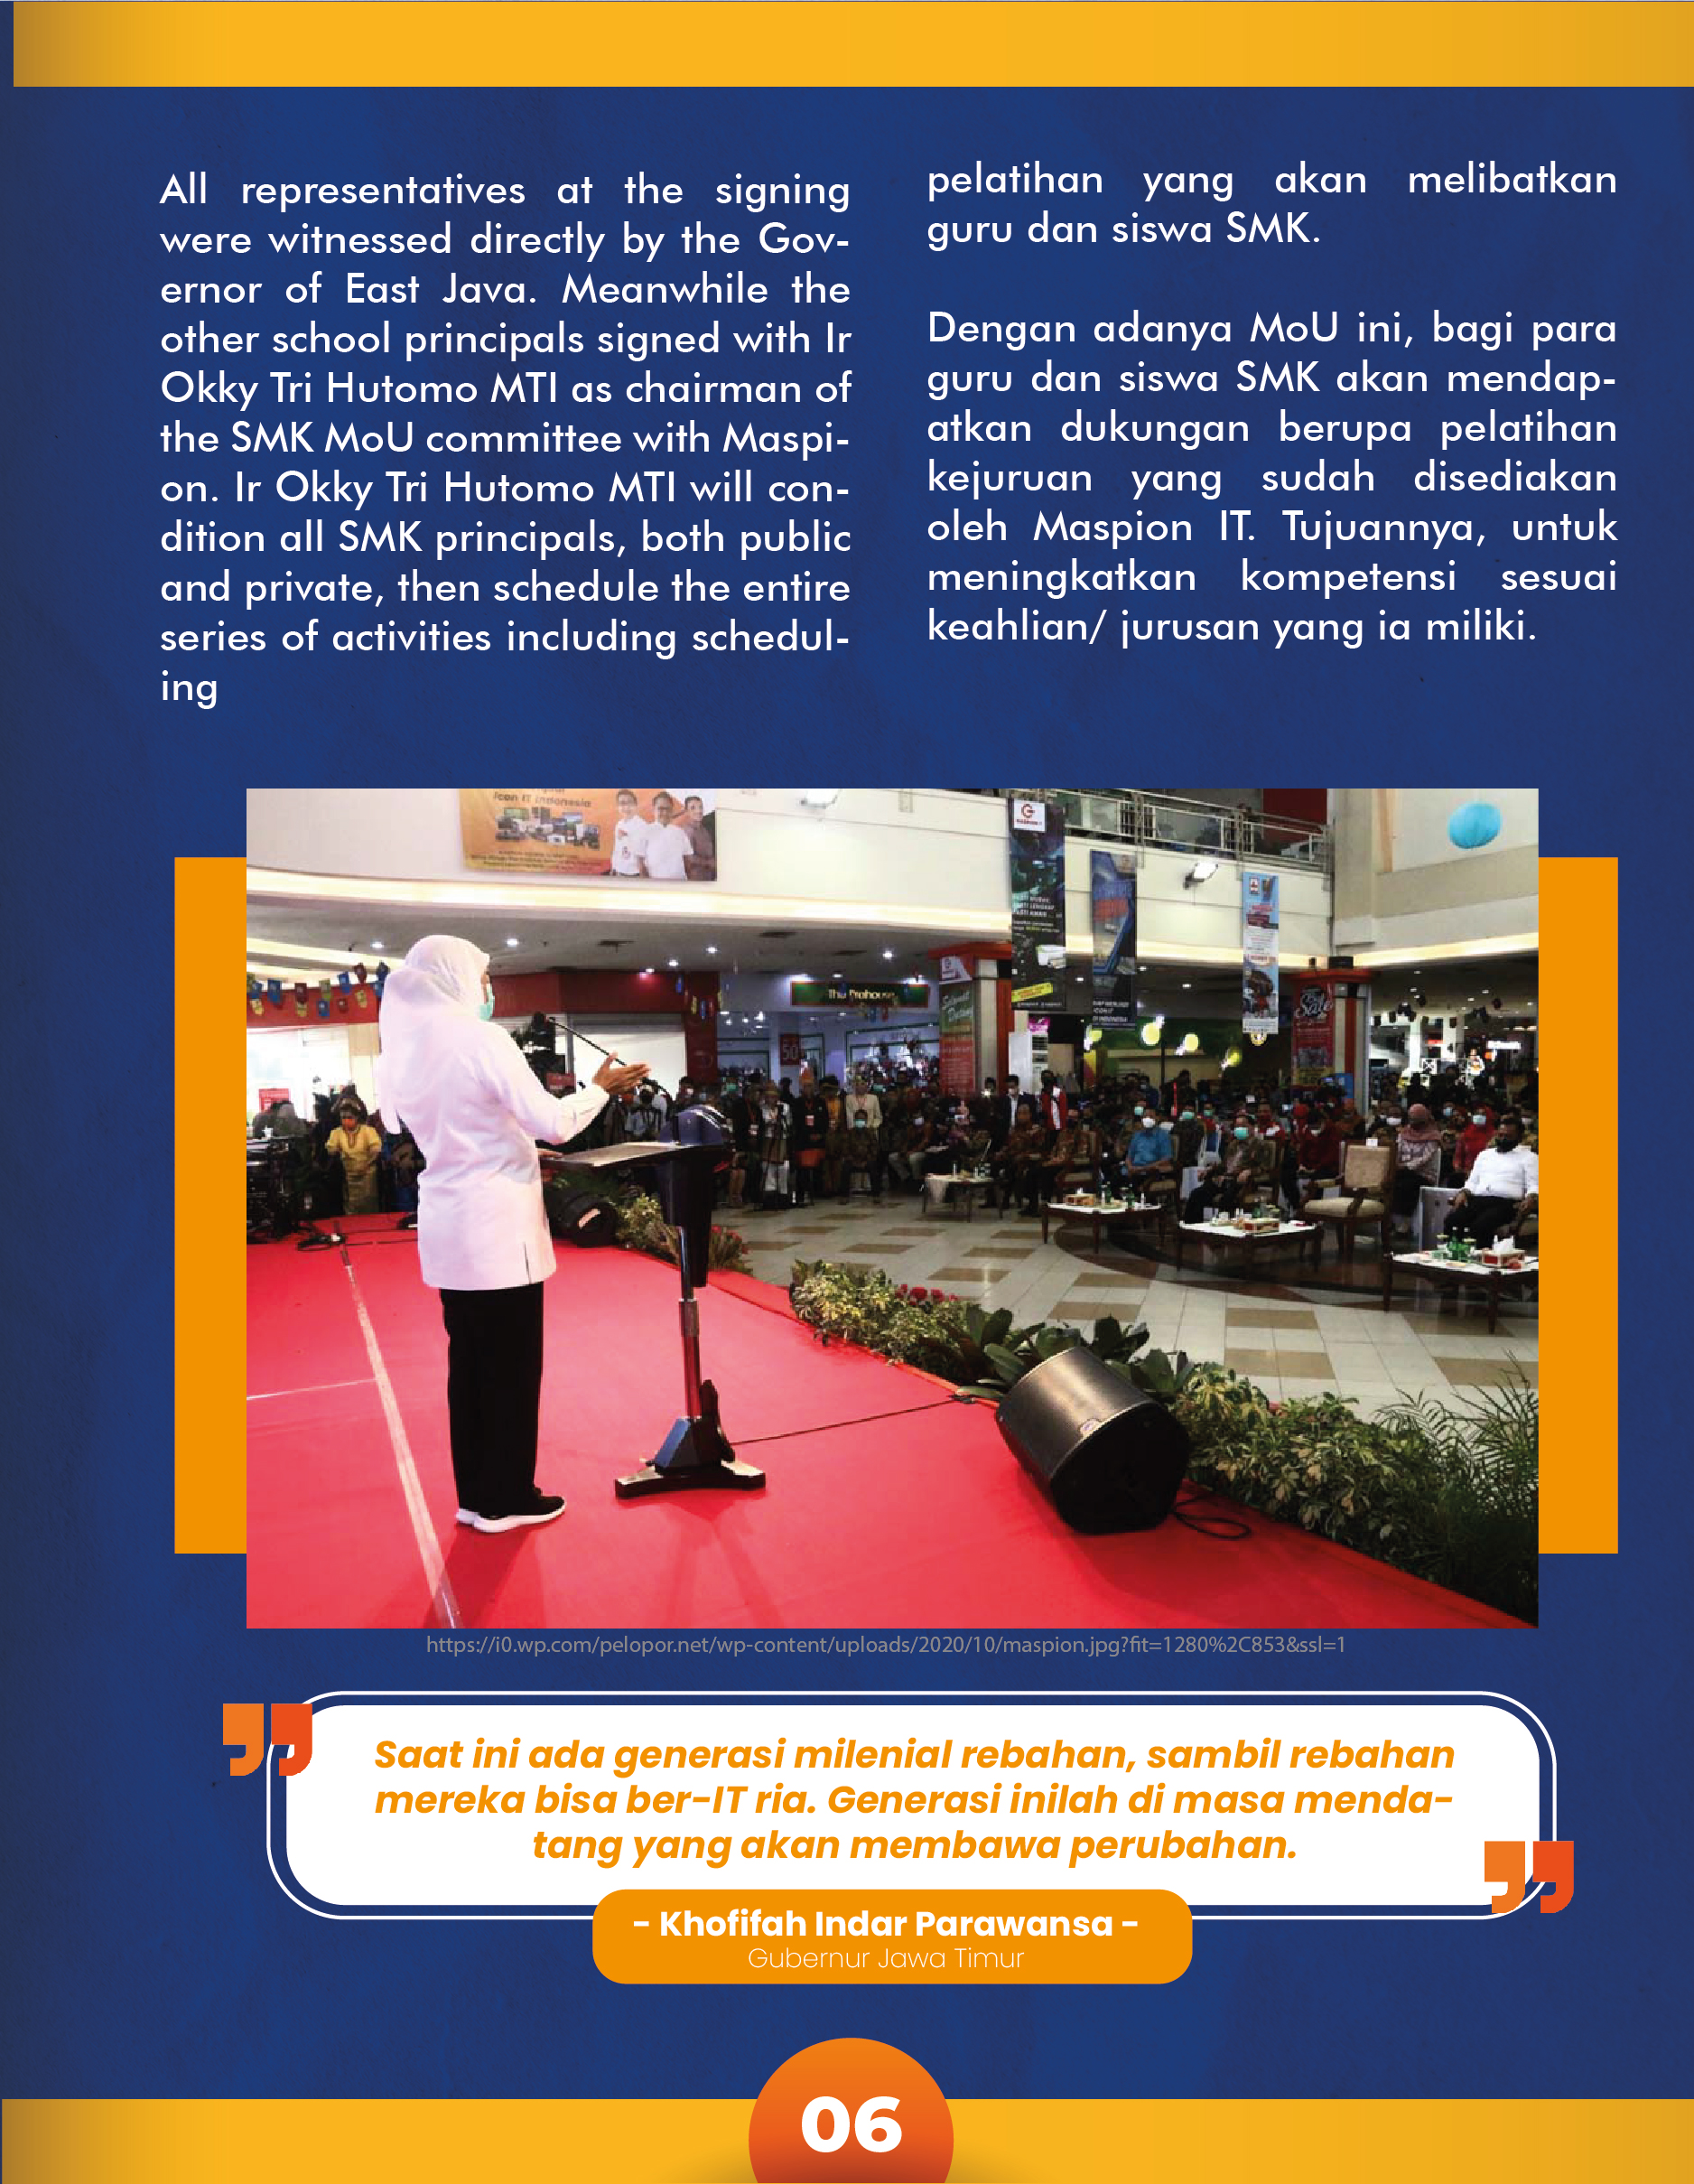 All representatives at the signing
were witnessed directly by the Gov-
ernor of East Java. Meanwhile the
other school principals signed with Ir
Okky Tri Hutomo MTI as chairman of
the SMK MoU committee with Maspi-
on. Ir Okky Tri Hutomo MTI will con-
dition all SMK principals, both public
and private, then schedule the entire
series of activities including schedul-
ing
pelatihan yang akan melibatkan
guru dan siswa SMK.
Dengan adanya MoU ini, bagi para
guru dan siswa SMK akan mendap-
atkan dukungan berupa pelatihan
kejuruan yang sudah disediakan
oleh Maspion IT. Tujuannya, untuk
meningkatkan kompetensi sesuai
keahlian/ jurusan yang ia miliki.
Icon IT Indonesia
50
Sale
https://i0.wp.com/pelopor.net/wp-content/uploads/2020/10/maspion.jpg?fit=1280%2C853&ssl=1
Saat ini ada generasi milenial rebahan, sambil rebahan
mereka bisa ber-IT ria. Generasi inilah di masa menda-
tang yang akan membawa perubahan.
- Khofifah Indar Parawansa -
Gubernur Jawa Timur
06